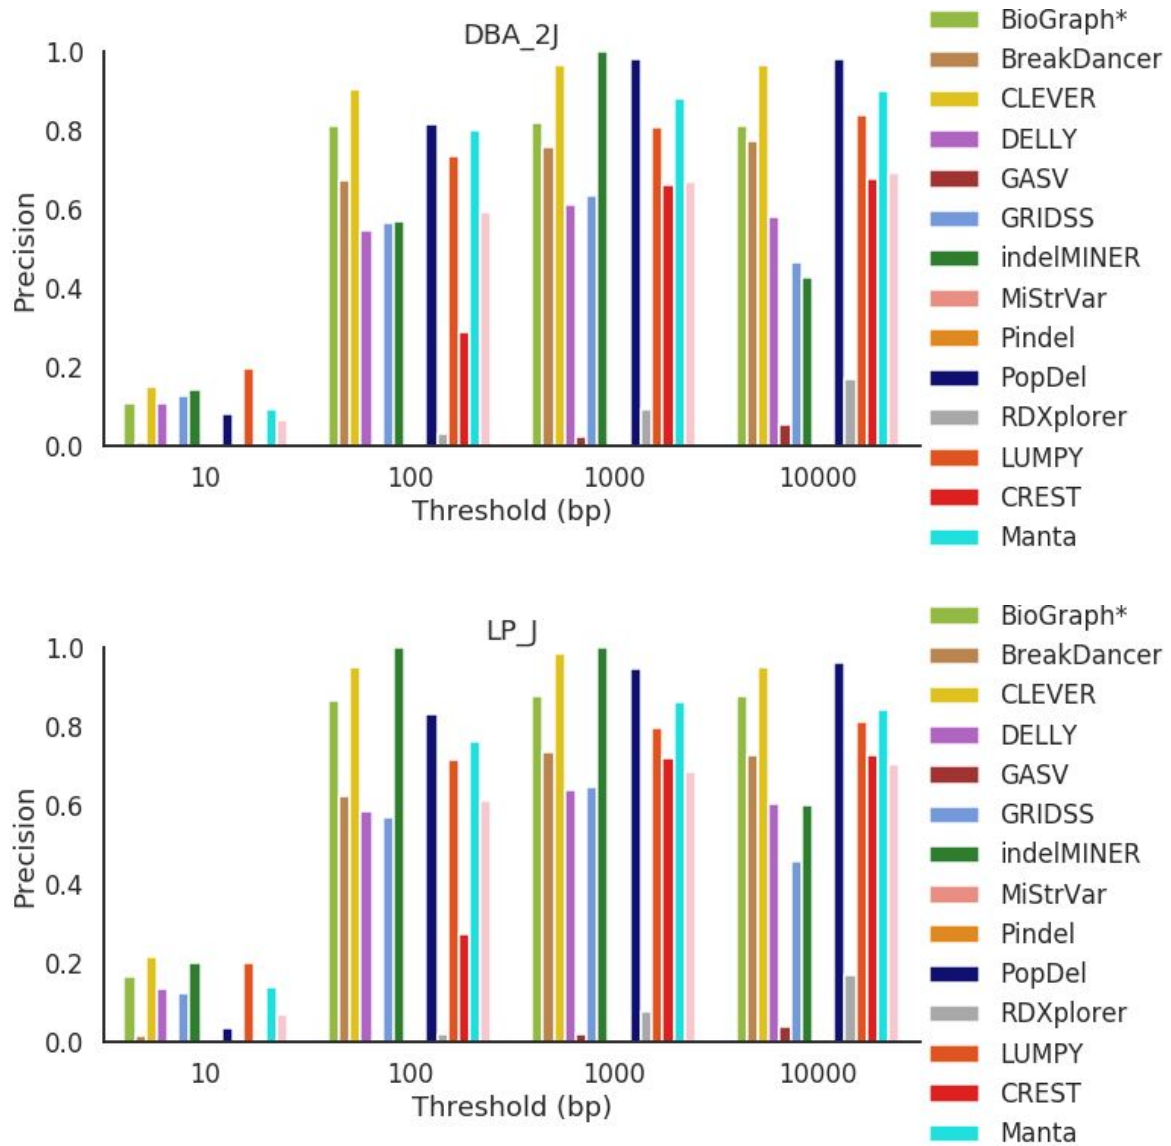 DBA_2J
1.0
0.8
0.6
0.4
0.2
0.0
Precision
10 100 1000 10000
Threshold (bp)
BioGraph*
BreakDancer
CLEVER
DELLY
GASV
GRIDSS
indelMINER
MiStrVar
Pindel
PopDel
RDXplorer
LUMPY
CREST
Manta
LP_J
1.0
0.8
0.6
0.4
0.2
0.0
Precision
10 100 1000 10000
Threshold (bp)
BioGraph*
BreakDancer
CLEVER
DELLY
GASV
GRIDSS
indelMINER
MiStrVar
Pindel
PopDel
RDXplorer
LUMPY
CREST
Manta